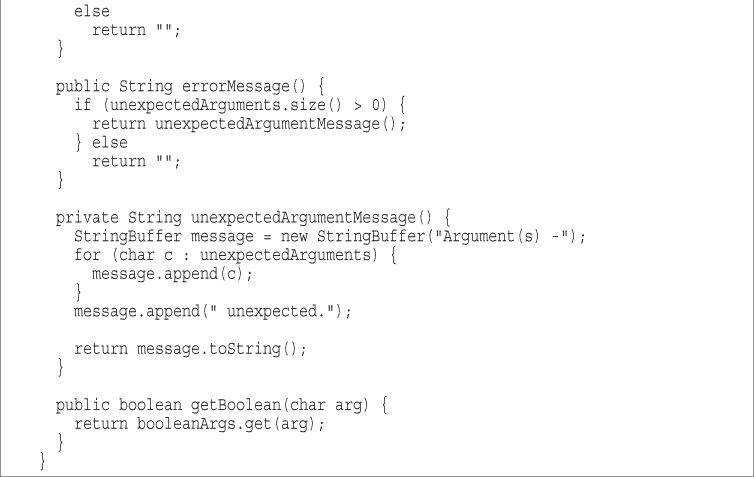 else
      return "";
  }

  public String errorMessage() {
    if (unexpectedArguments.size() > 0) {
      return unexpectedArgumentMessage();
    } else
      return "";
  }

  private String unexpectedArgumentMessage() {
    StringBuffer message = new StringBuffer("Argument(s) -");
    for (char c : unexpectedArguments) {
      message.append(c);
    }
    message.append(" unexpected.");

    return message.toString();
  }

  public boolean getBoolean(char arg) {
    return booleanArgs.get(arg);
  }
}